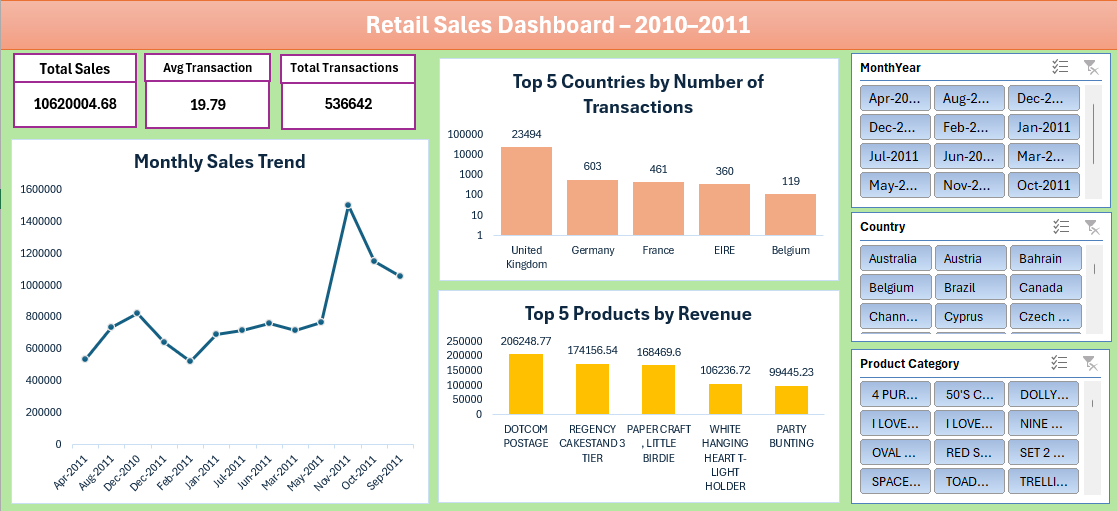 Retail Sales Dashboard – 2010–2011
Total Sales
10620004.68
Avg Transaction
19.79
Total Transactions
536642
Monthly Sales Trend
1600000
1400000
1200000
1000000
800000
600000
400000
200000
0
Apr-2011
Aug-2011
Dec-2010
Dec-2011
Feb-2011
Jan-2011
Jul-2011
Jun-2011
Mar-2011
May-2011
Nov-2011
Oct-2011
Sep-2011
Top 5 Countries by Number of
Transactions
100000
10000
1000
100
10
1
23494
603
461
360
119
United
Kingdom
Germany
France
EIRE
Belgium
Top 5 Products by Revenue
250000
200000
150000
100000
50000
0
206248.77
174156.54
168469.6
106236.72
99445.23
DOTCOM
POSTAGE
REGENCY
CAKESTAND 3
TIER
PAPER CRAFT
, LITTLE
BIRDIE
WHITE
HANGING
HEART T-
LIGHT
HOLDER
PARTY
BUNTING
MonthYear
Apr-20...
Aug-2...
Dec-2...
Dec-2...
Feb-2...
Jan-2011
Jul-2011
Jun-20...
Mar-2...
May-2...
Nov-2...
Oct-2011
Country
Australia
Austria
Bahrain
Belgium
Brazil
Canada
Chann...
Cyprus
Czech ...
Product Category
4 PUR...
50'S C...
DOLLY...
I LOVE...
I LOVE...
NINE ...
OVAL ...
RED S...
SET 2 ...
SPACE...
TOAD...
TRELLI...